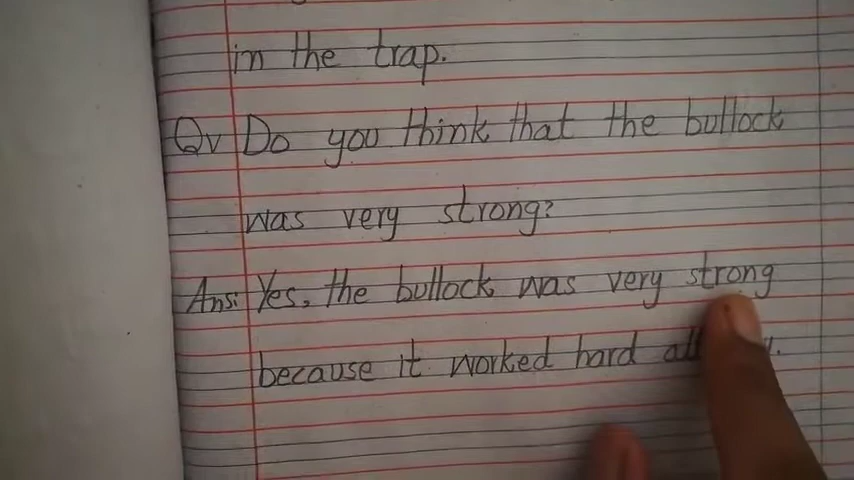 in the trap.
Qv Do you think that the bullock
was very strong?
Ans: Yes, the bullock was very strong
because it worked hard all